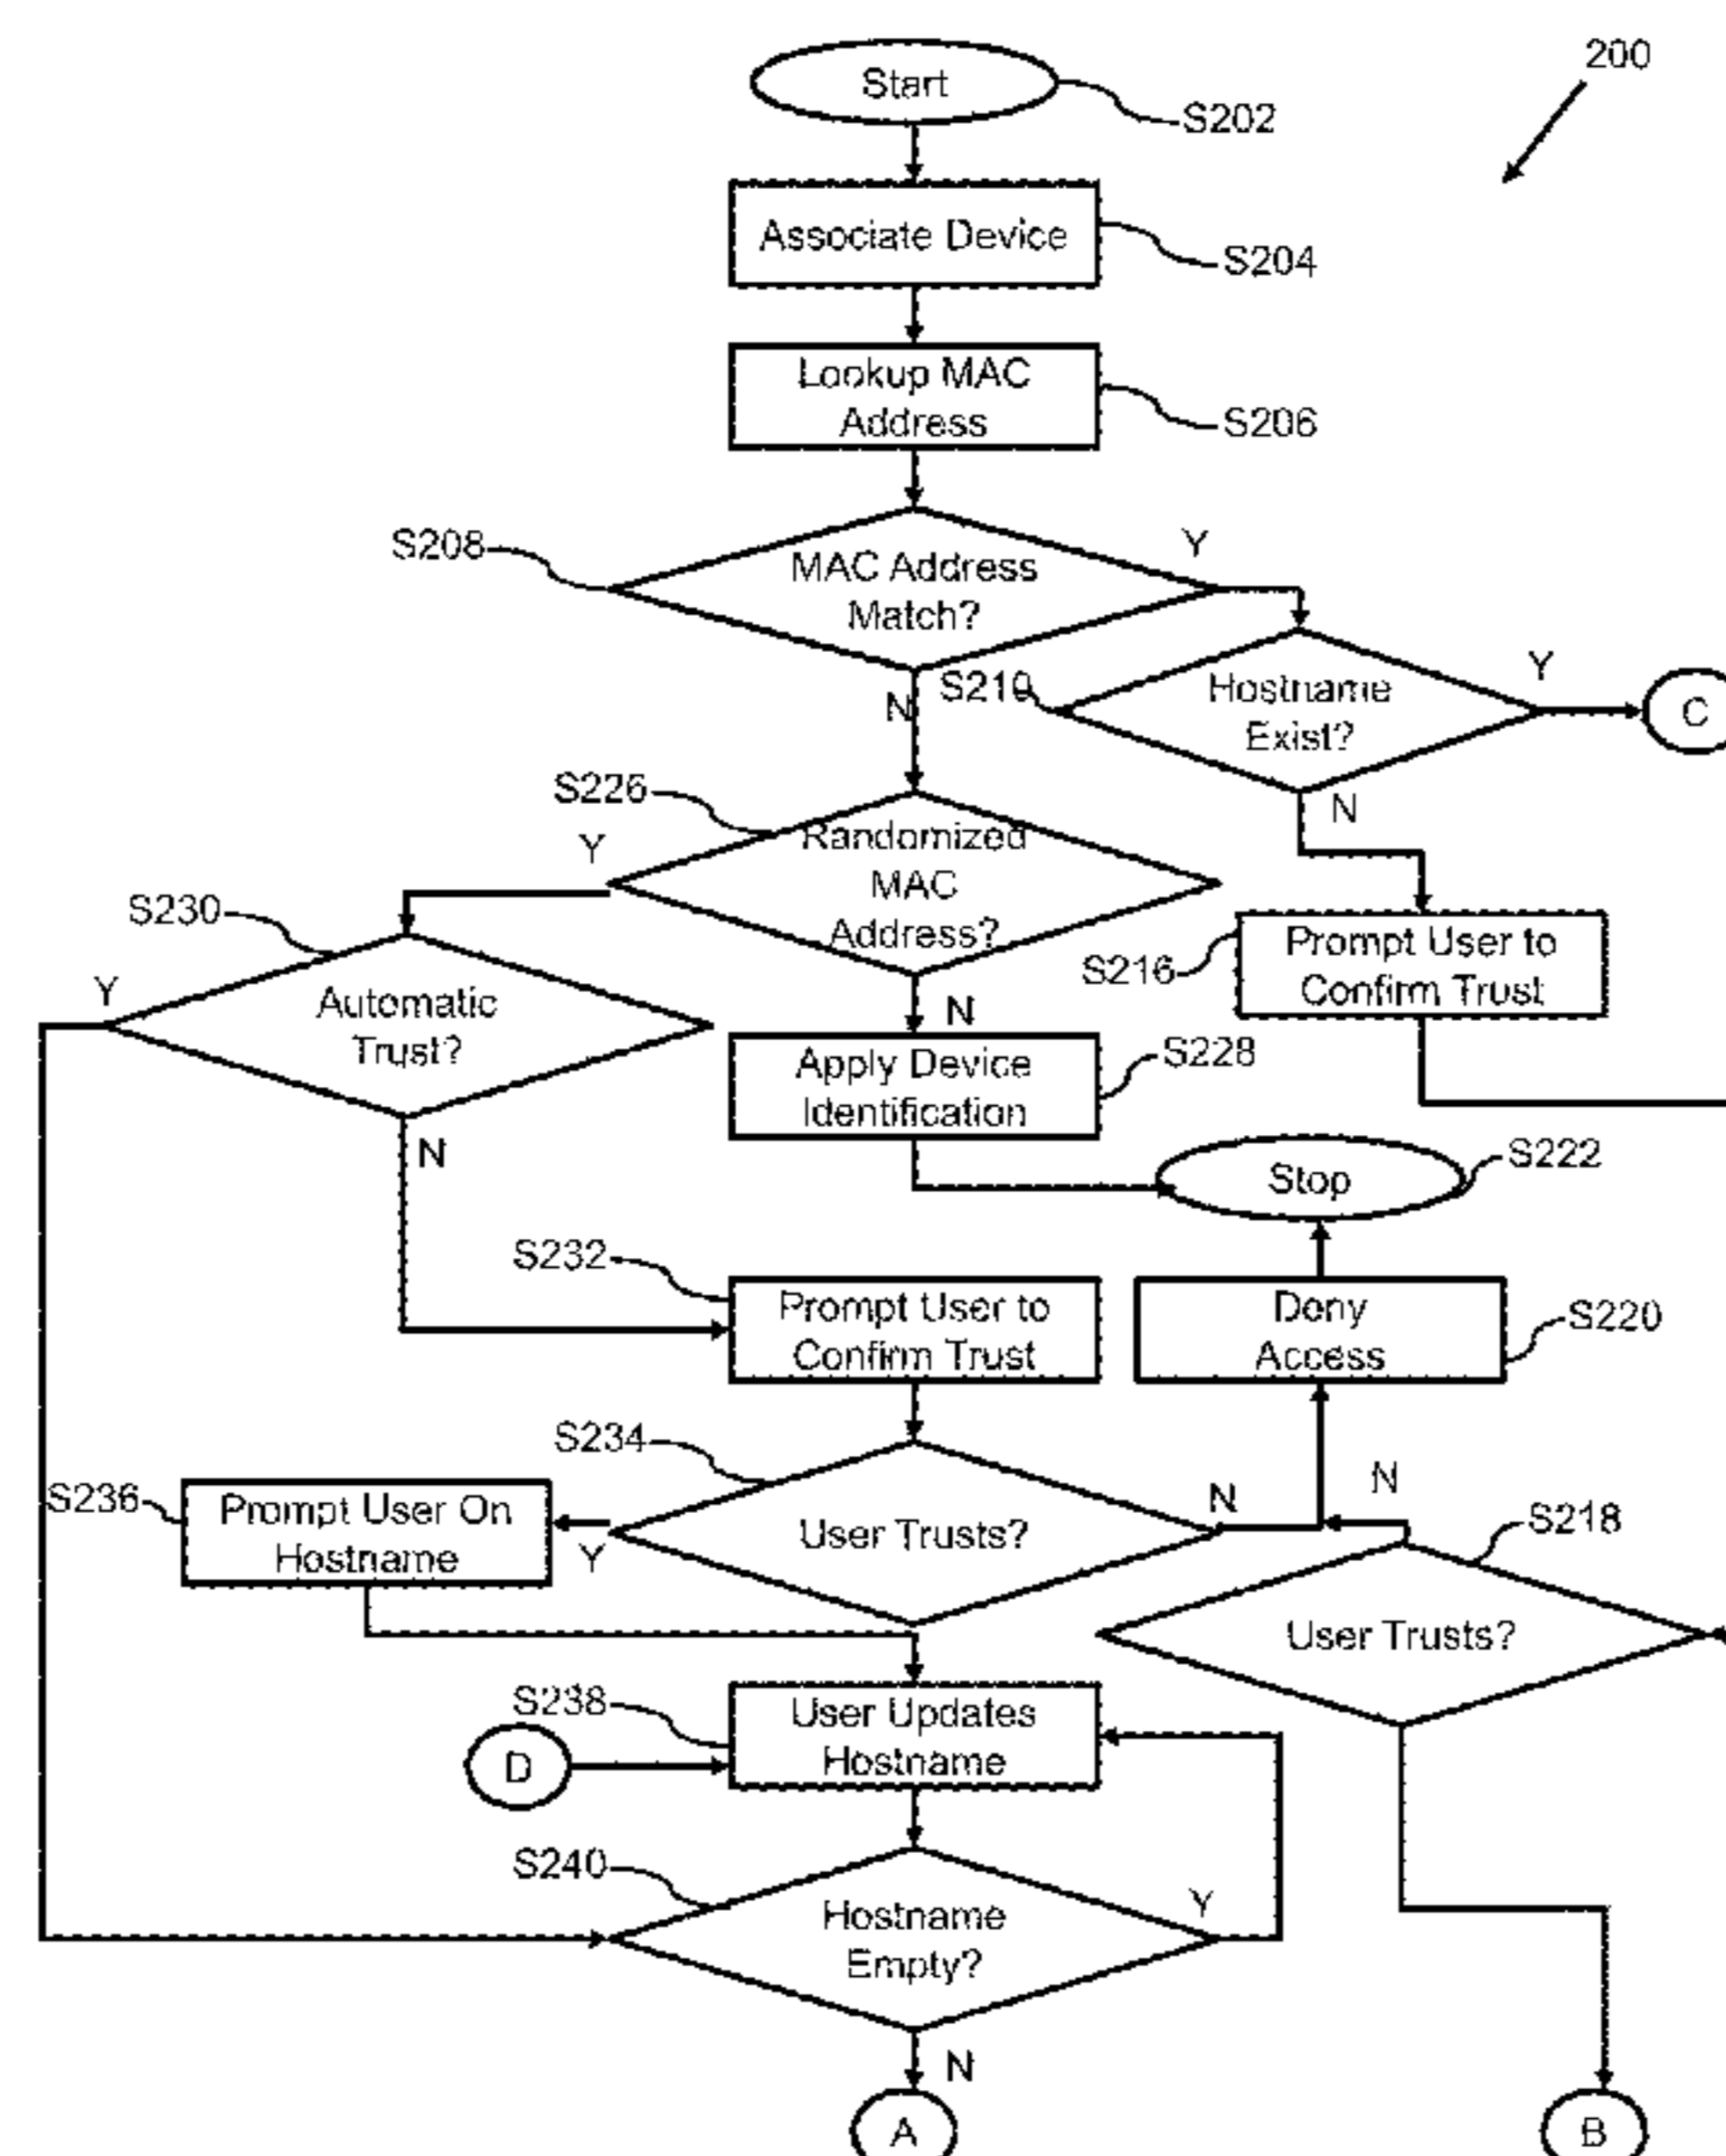 200
Start
S202
Associate Device
S204
Lookup MAC
Address
S206
S208
MAC Address
Match?
Y
N
S210
Hostname
Exist?
Y
C
N
S226
Y
Randomized
MAC
Address?
N
S230
Y
Automatic
Trust?
N
S216
Prompt User to
Confirm Trust
Apply Device
Identification
S228
Stop
S222
S232
Prompt User to
Confirm Trust
Deny
Access
S220
S234
User Trusts?
N
Y
N
S218
User Trusts?
S236
Prompt User On
Hostname
S238
User Updates
Hostname
D
S240
Hostname
Empty?
Y
N
A
B